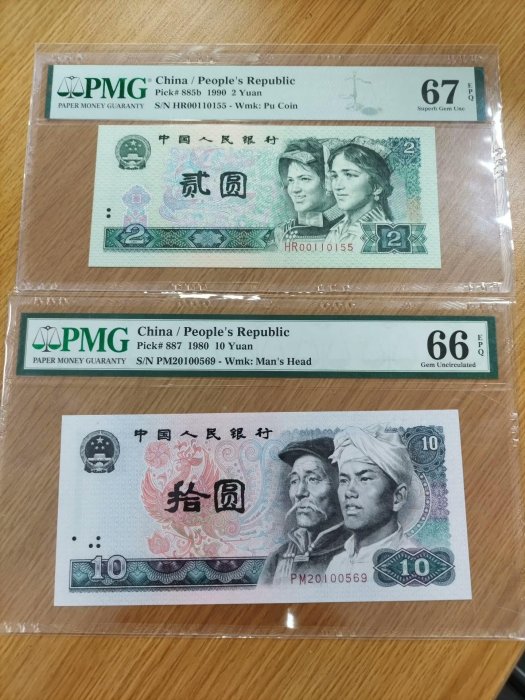 PMG
PAPER MONEY GUARANTY
China / People's Republic
Pick# 885b 1990 2 Yuan
S/N HR00110155 - Wmk: Pu Coin
67 EPQ
Superb Gem Unc
中国人民银行
2
贰圆
HR00110155
2
2
PMG
PAPER MONEY GUARANTY
China / People's Republic
Pick# 887 1980 10 Yuan
S/N PM20100569 - Wmk: Man's Head
66 EPQ
Gem Uncirculated
中国人民银行
10
拾圆
PM20100569
10
10